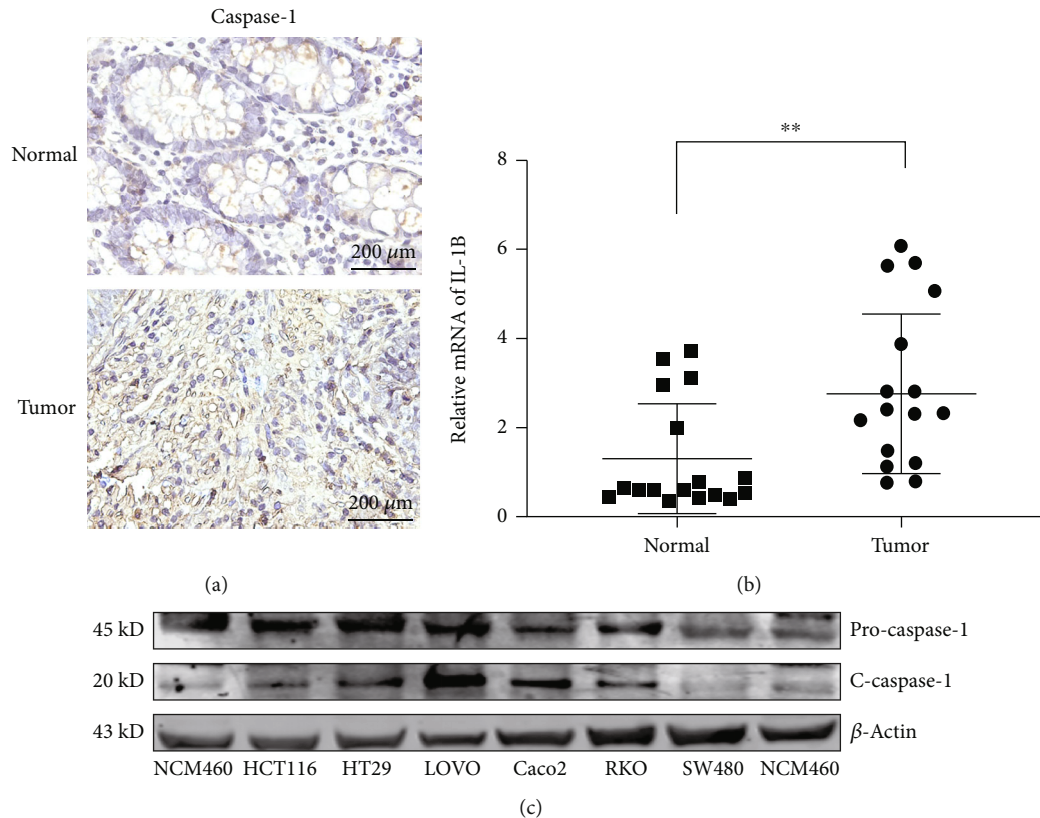 Caspase-1
Normal
200 μm
Tumor
200 μm
(a)
**
Relative mRNA of IL-1B
8
6
4
2
0
Normal Tumor
(b)
45 kD Pro-caspase-1
20 kD C-caspase-1
43 kD β-Actin
NCM460 HCT116 HT29 LOVO Caco2 RKO SW480 NCM460
(c)